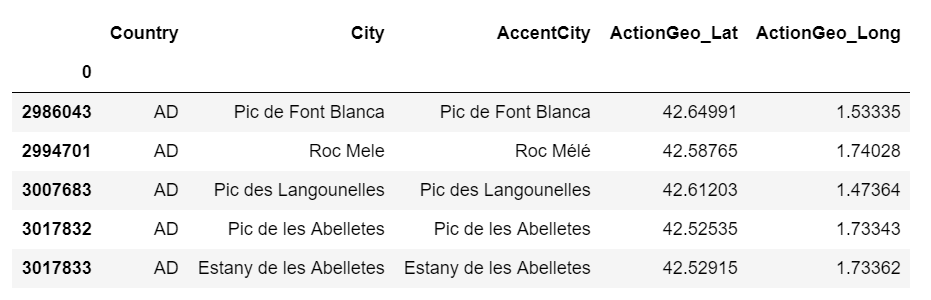 Country City AccentCity ActionGeo_Lat ActionGeo_Long
0
2986043 AD Pic de Font Blanca Pic de Font Blanca 42.64991 1.53335
2994701 AD Roc Mele Roc Mélé 42.58765 1.74028
3007683 AD Pic des Langounelles Pic des Langounelles 42.61203 1.47364
3017832 AD Pic de les Abelletes Pic de les Abelletes 42.52535 1.73343
3017833 AD Estany de les Abelletes Estany de les Abelletes 42.52915 1.73362